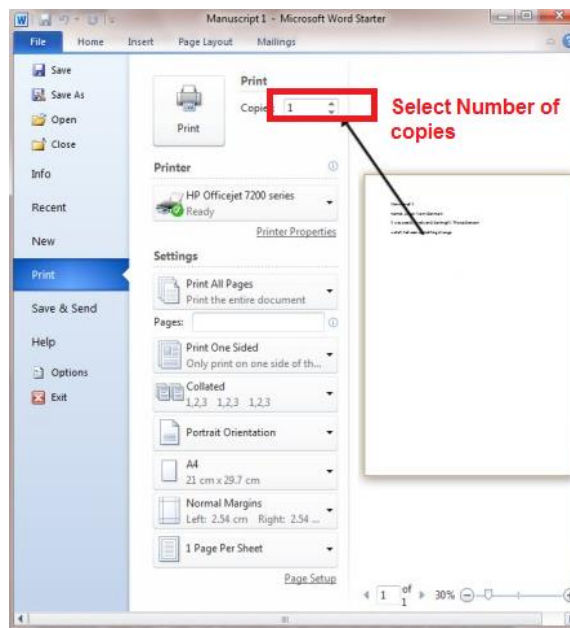 Manuscript 1 - Microsoft Word Starter
File Home Insert Page Layout Mailings
Save
Save As
Open
Close
Info
Recent
New
Print
Save & Send
Help
Options
Exit
Print
Print
Copies: 1
Select Number of
copies
Printer
HP Officejet 7200 series
Ready
Printer Properties
Settings
Print All Pages
Print the entire document
Pages:
Print One Sided
Only print on one side of th...
Collated
1,2,3 1,2,3 1,2,3
Portrait Orientation
A4
21 cm x 29.7 cm
Normal Margins
Left: 2.54 cm Right: 2.54 ...
1 Page Per Sheet
Page Setup
1 of 1
30%